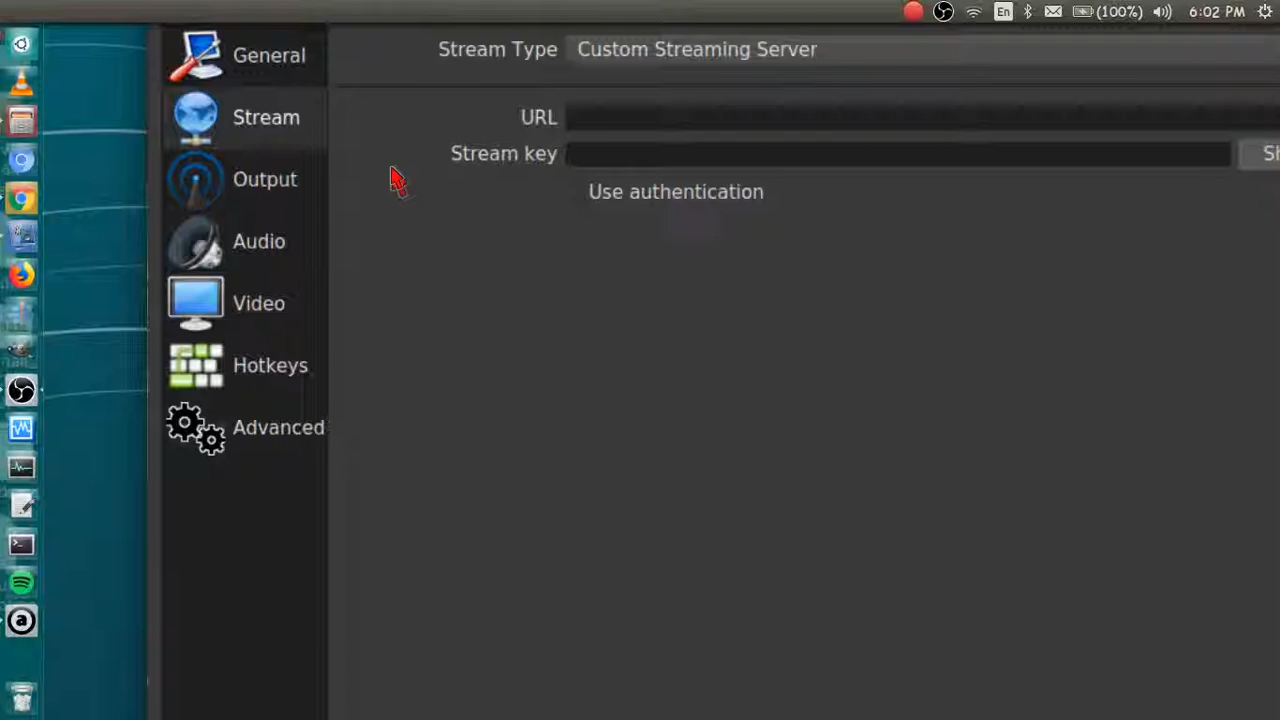 En
(100%)
6:02 PM
General
Stream
Output
Audio
Video
Hotkeys
Advanced
Stream Type Custom Streaming Server
URL
Stream key
Sh
Use authentication